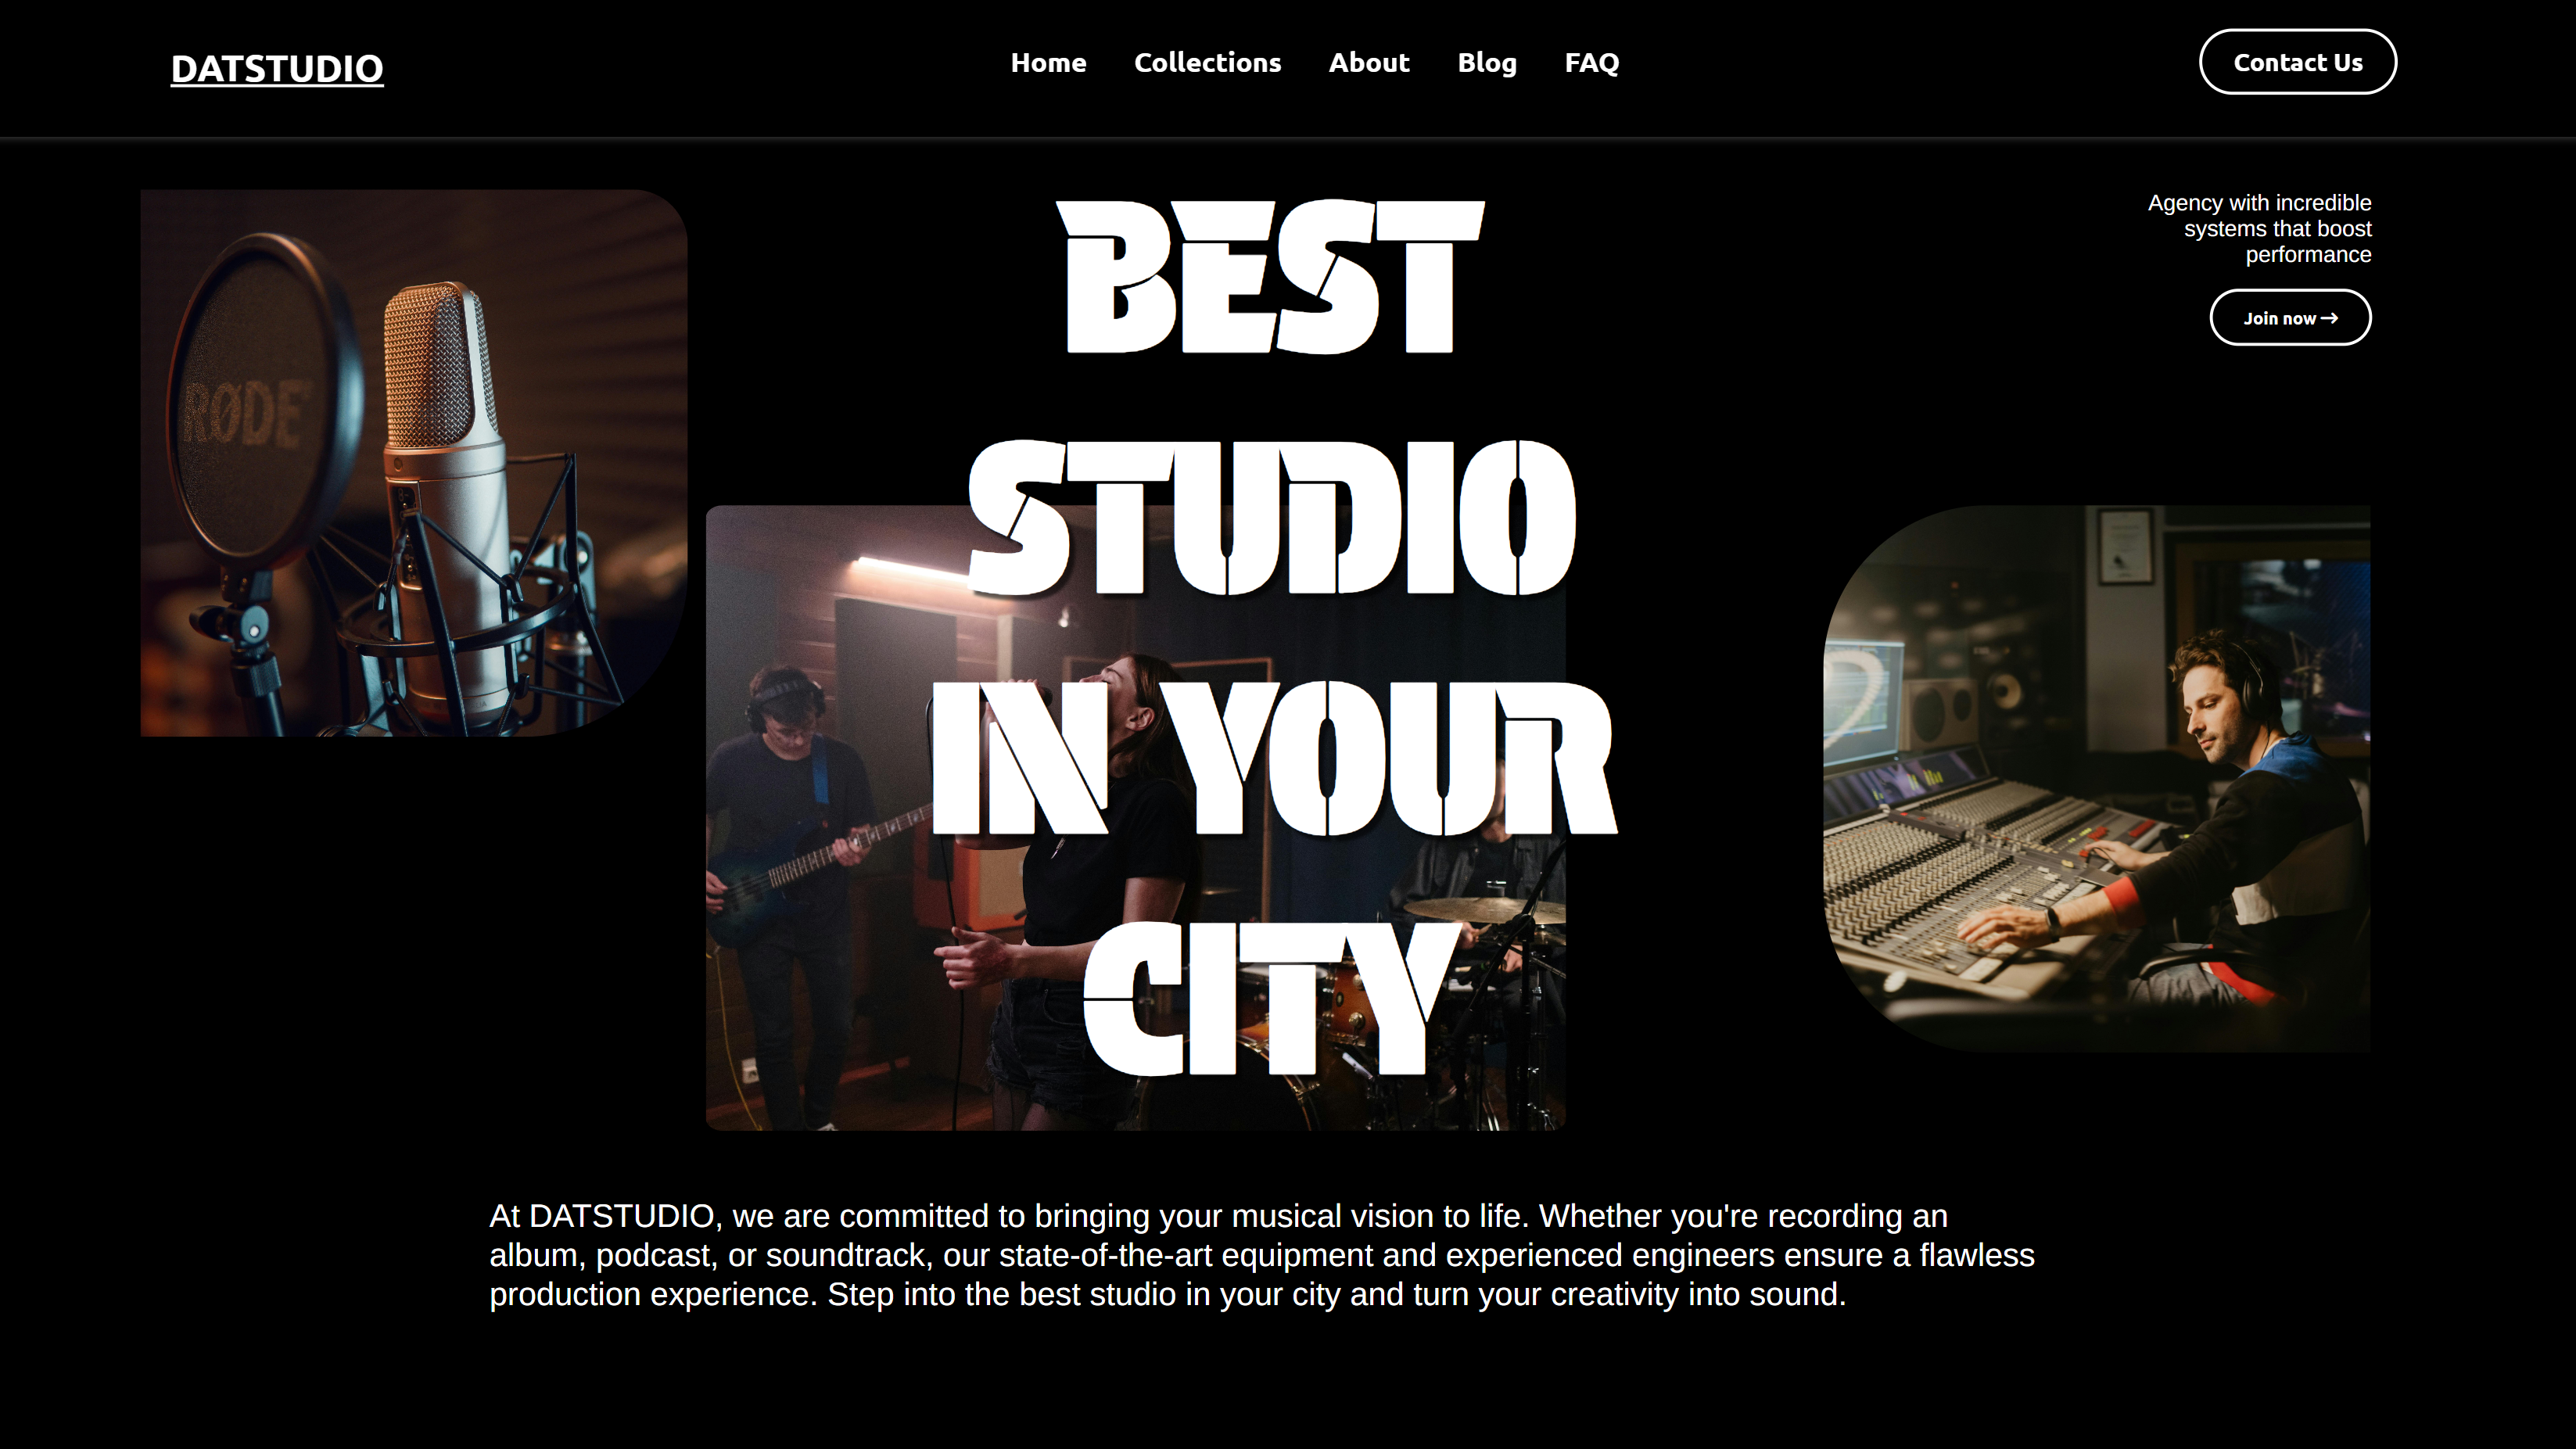 DATSTUDIO
Home Collections About Blog FAQ
Contact Us
RØDE
BEST
STUDIO
IN YOUR
CITY
Agency with incredible
systems that boost
performance
Join now →
At DATSTUDIO, we are committed to bringing your musical vision to life. Whether you're recording an
album, podcast, or soundtrack, our state-of-the-art equipment and experienced engineers ensure a flawless
production experience. Step into the best studio in your city and turn your creativity into sound.